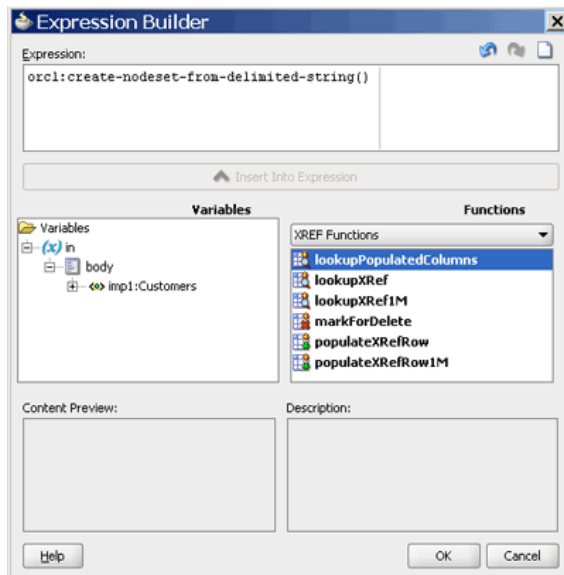 Expression Builder
Expression:
orcl:create-nodeset-from-delimited-string()
Insert Into Expression
Variables
Functions
Variables
(x) in
body
<> imp1:Customers
XREF Functions
lookupPopulatedColumns
lookupXRef
lookupXRef1M
markForDelete
populateXRefRow
populateXRefRow1M
Content Preview:
Description:
Help
OK
Cancel